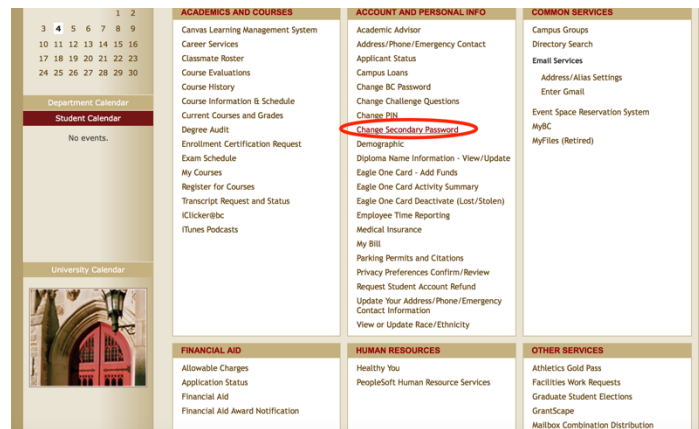 1 2
3 4 5 6 7 8 9
10 11 12 13 14 15 16
17 18 19 20 21 22 23
24 25 26 27 28 29 30
Department Calendar
Student Calendar
No events.
University Calendar
ACADEMICS AND COURSES
Canvas Learning Management System
Career Services
Classmate Roster
Course Evaluations
Course History
Course Information & Schedule
Current Courses and Grades
Degree Audit
Enrollment Certification Request
Exam Schedule
My Courses
Register for Courses
Transcript Request and Status
iClicker@bc
iTunes Podcasts
ACCOUNT AND PERSONAL INFO
Academic Advisor
Address/Phone/Emergency Contact
Applicant Status
Campus Loans
Change BC Password
Change Challenge Questions
Change PIN
Change Secondary Password
Demographic
Diploma Name Information - View/Update
Eagle One Card - Add Funds
Eagle One Card Activity Summary
Eagle One Card Deactivate (Lost/Stolen)
Employee Time Reporting
Medical Insurance
My Bill
Parking Permits and Citations
Privacy Preferences Confirm/Review
Request Student Account Refund
Update Your Address/Phone/Emergency
Contact Information
View or Update Race/Ethnicity
COMMON SERVICES
Campus Groups
Directory Search
Email Services
Address/Alias Settings
Enter Gmail
Event Space Reservation System
MyBC
MyFiles (Retired)
FINANCIAL AID
Allowable Charges
Application Status
Financial Aid
Financial Aid Award Notification
HUMAN RESOURCES
Healthy You
PeopleSoft Human Resource Services
OTHER SERVICES
Athletics Gold Pass
Facilities Work Requests
Graduate Student Elections
GrantScape
Mailbox Combination Distribution